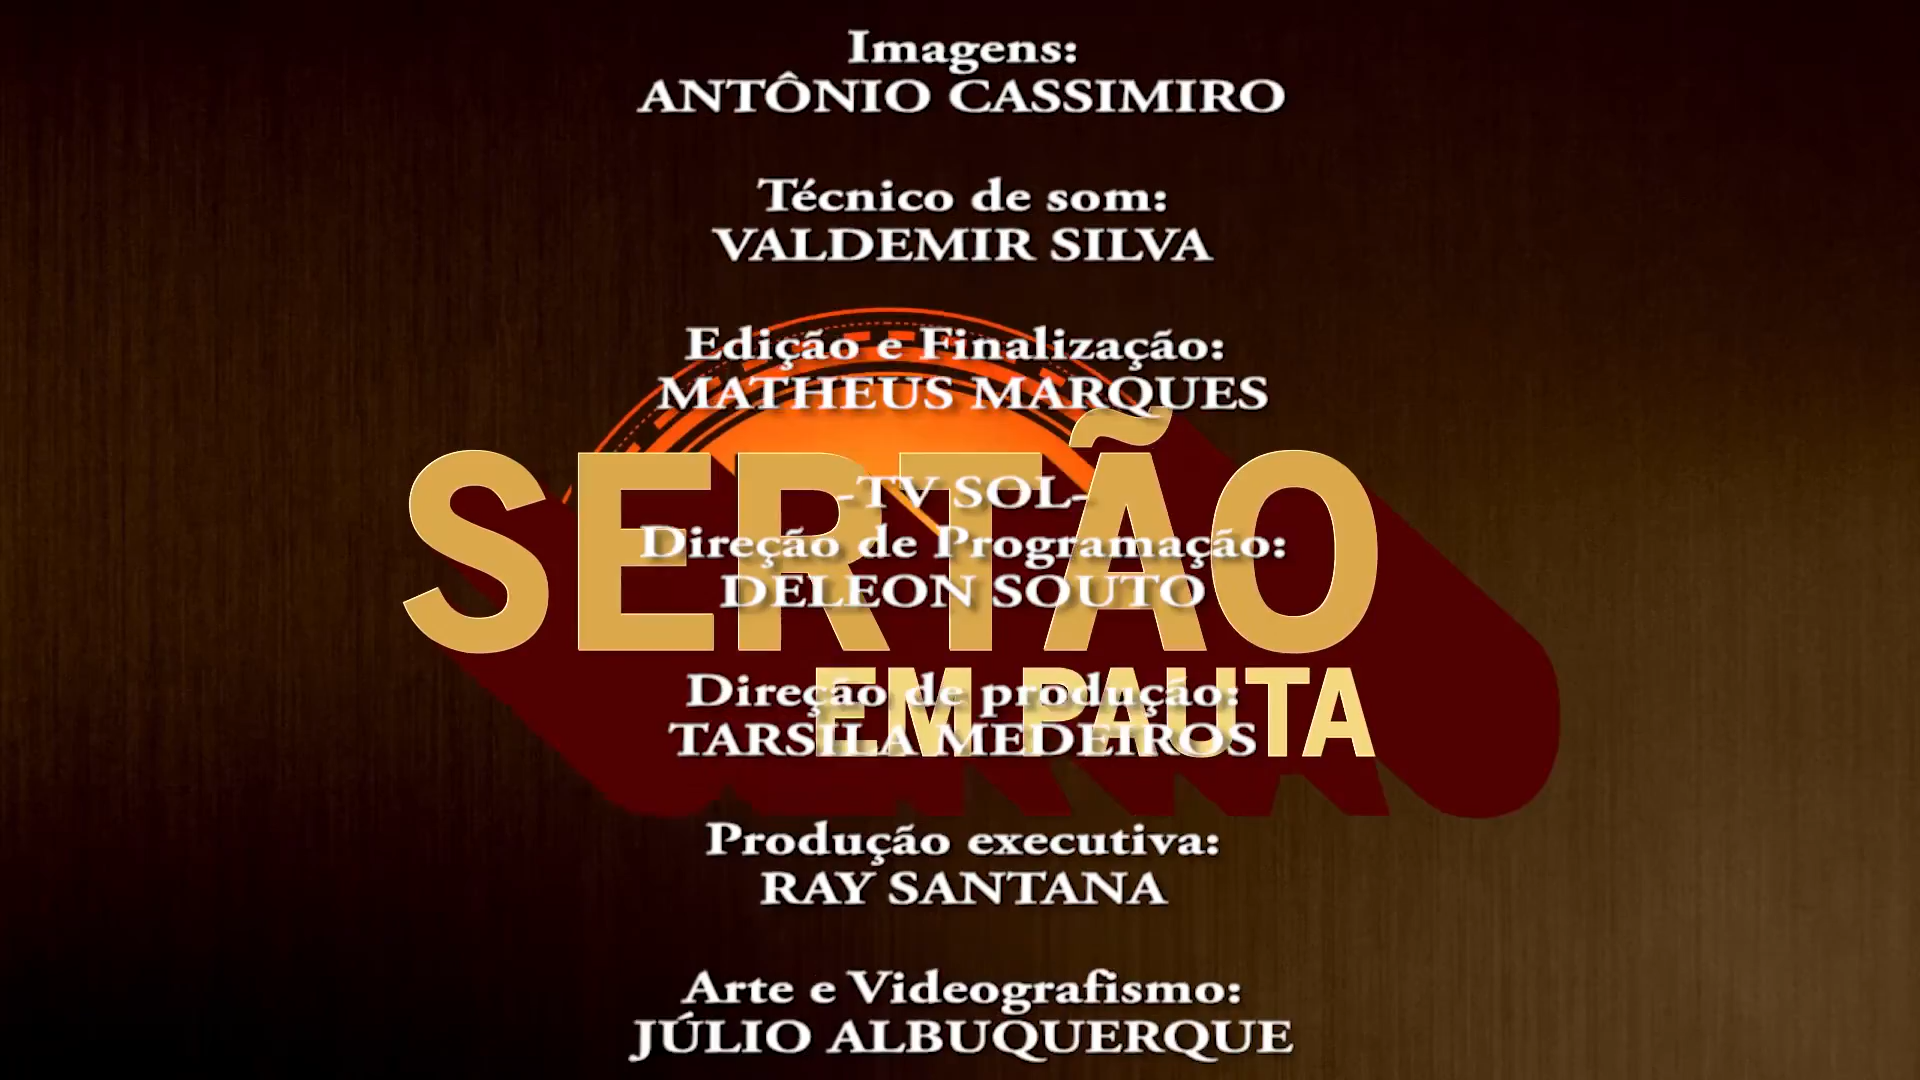 Imagens:
ANTÔNIO CASSIMIRO
Técnico de som:
VALDEMIR SILVA
Edição e Finalização:
MATHEUS MARQUES
SERTÃO
EM PAUTA
-TV SOL-
Direção de Programação:
DELEON SOUTO
Direção de produção:
TARSILA MEDEIROS
Produção executiva:
RAY SANTANA
Arte e Videografismo:
JÚLIO ALBUQUERQUE